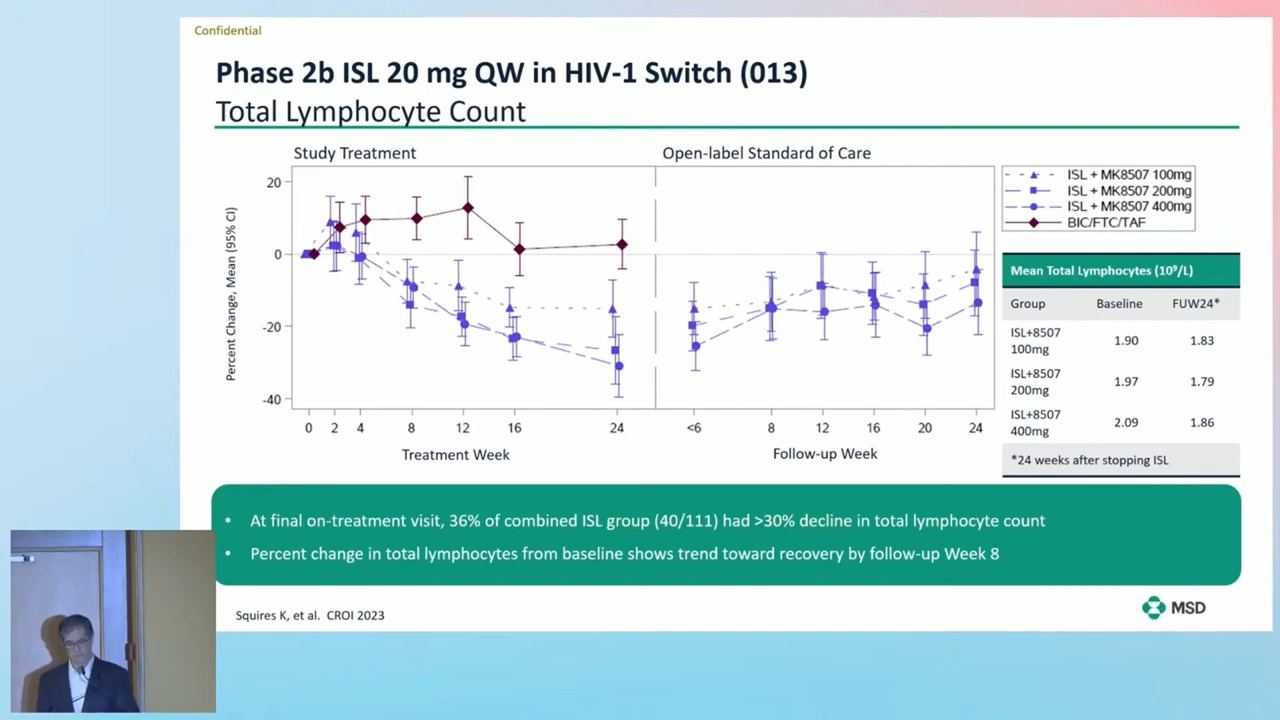 Confidential
Phase 2b ISL 20 mg QW in HIV-1 Switch (013)
Total Lymphocyte Count
Study Treatment
Open-label Standard of Care
Percent Change, Mean (95% CI)
20
0
-20
-40
0 2 4 8 12 16 24
<6 8 12 16 20 24
Treatment Week
Follow-up Week
ISL + MK8507 100mg
ISL + MK8507 200mg
ISL + MK8507 400mg
BIC/FTC/TAF
Mean Total Lymphocytes (10⁹/L)
Group Baseline FUW24*
ISL+8507
100mg 1.90 1.83
ISL+8507
200mg 1.97 1.79
ISL+8507
400mg 2.09 1.86
*24 weeks after stopping ISL
• At final on-treatment visit, 36% of combined ISL group (40/111) had >30% decline in total lymphocyte count
• Percent change in total lymphocytes from baseline shows trend toward recovery by follow-up Week 8
Squires K, et al. CROI 2023
MSD